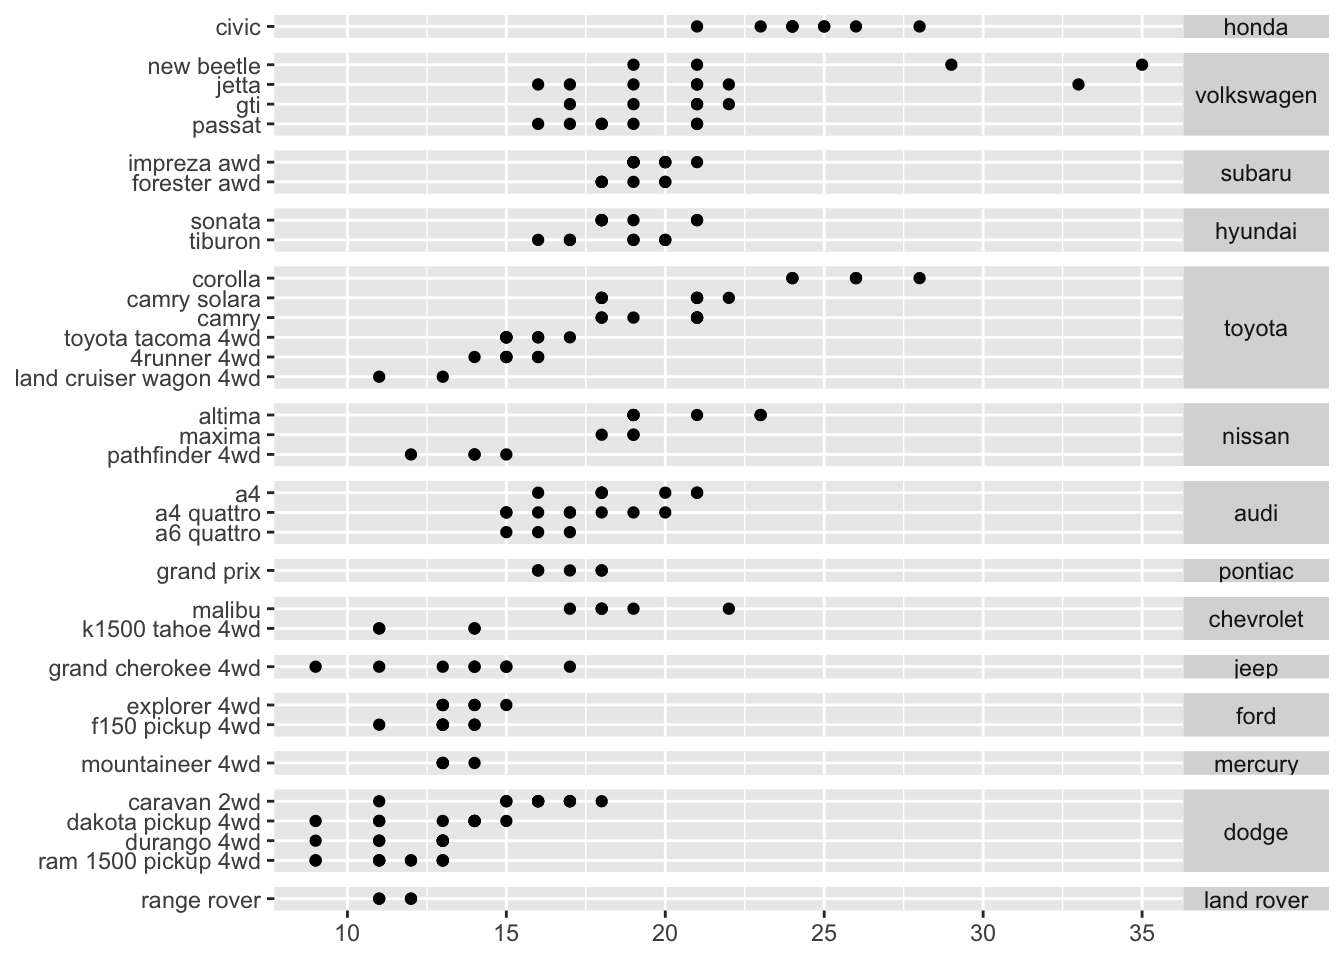 civic
honda
new beetle
jetta
gti
passat
volkswagen
impreza awd
forester awd
subaru
sonata
tiburon
hyundai
corolla
camry solara
camry
toyota tacoma 4wd
4runner 4wd
land cruiser wagon 4wd
toyota
altima
maxima
pathfinder 4wd
nissan
a4
a4 quattro
a6 quattro
audi
grand prix
pontiac
malibu
k1500 tahoe 4wd
chevrolet
grand cherokee 4wd
jeep
explorer 4wd
f150 pickup 4wd
ford
mountaineer 4wd
mercury
caravan 2wd
dakota pickup 4wd
durango 4wd
ram 1500 pickup 4wd
dodge
range rover
land rover
10 15 20 25 30 35